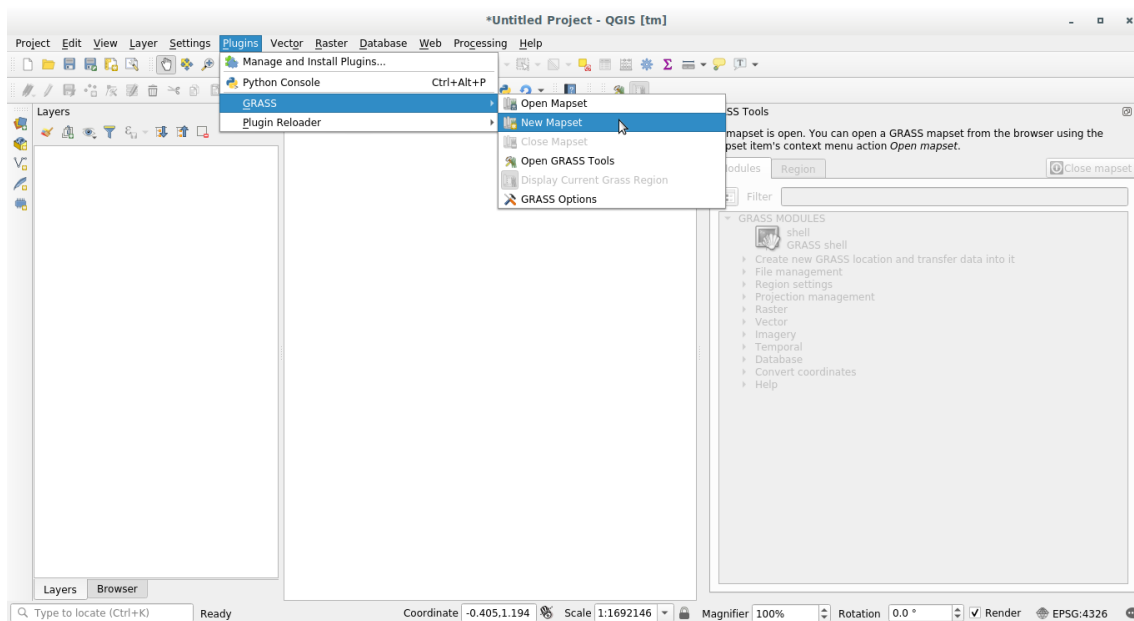 *Untitled Project - QGIS [tm]
Project Edit View Layer Settings Plugins Vector Raster Database Web Processing Help
Manage and Install Plugins...
Python Console Ctrl+Alt+P
GRASS
Plugin Reloader
Open Mapset
New Mapset
Close Mapset
Open GRASS Tools
Display Current Grass Region
GRASS Options
Layers
SS Tools
mapset is open. You can open a GRASS mapset from the browser using the
pset item's context menu action Open mapset.
odules Region Close mapset
Filter
GRASS MODULES
shell
GRASS shell
Create new GRASS location and transfer data into it
File management
Region settings
Projection management
Raster
Vector
Imagery
Temporal
Database
Convert coordinates
Help
Layers Browser
Type to locate (Ctrl+K) Ready Coordinate -0.405,1.194 Scale 1:1692146 Magnifier 100% Rotation 0.0 ° Render EPSG:4326